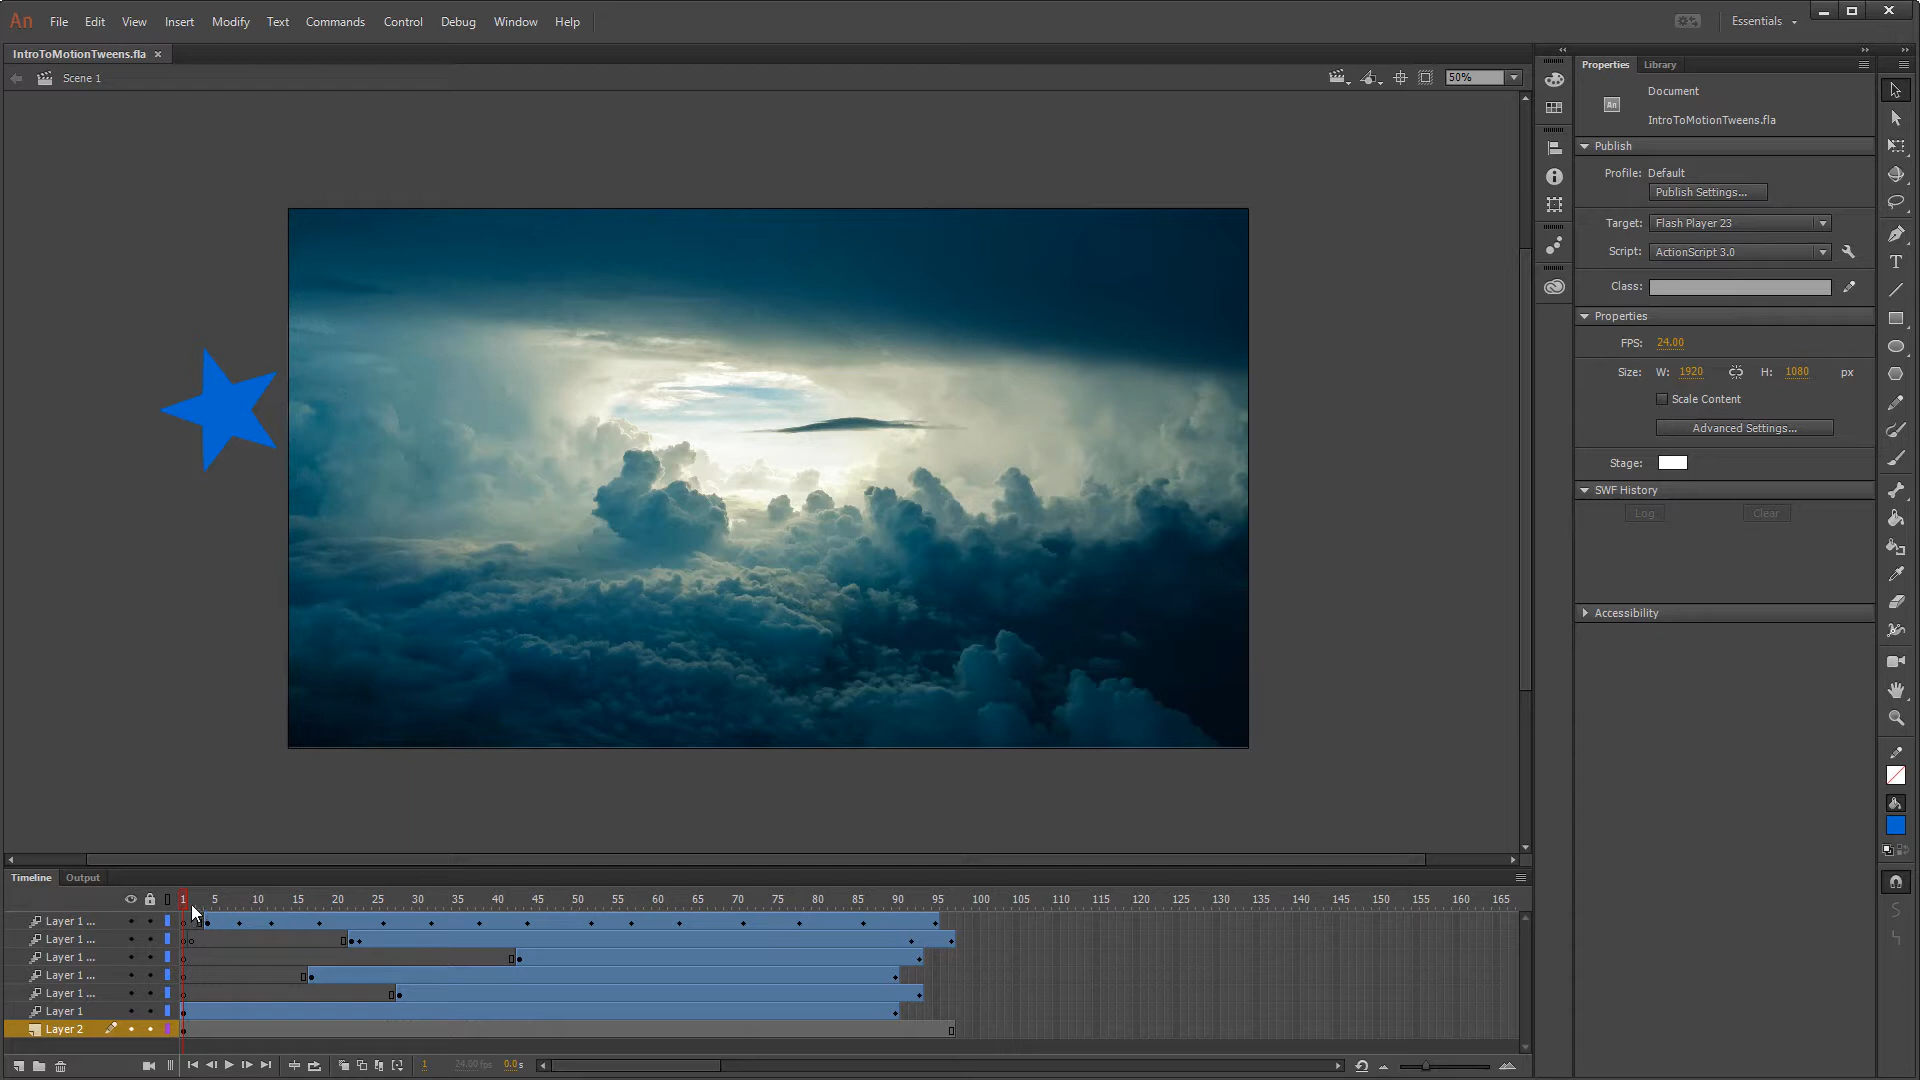 An File Edit View Insert Modify Text Commands Control Debug Window Help Essentials
IntroToMotionTweens.fla ×
Scene 1 50%
Properties Library
Document
An IntroToMotionTweens.fla
Publish
Profile: Default
Publish Settings...
Target: Flash Player 23
Script: ActionScript 3.0
Class:
Properties
FPS: 24.00
Size: W: 1920 H: 1080 px
Scale Content
Advanced Settings...
Stage:
SWF History
Log Clear
Accessibility
Timeline Output
1 5 10 15 20 25 30 35 40 45 50 55 60 65 70 75 80 85 90 95 100 105 110 115 120 125 130 135 140 145 150 155 160 165
Layer 1 ...
Layer 1 ...
Layer 1 ...
Layer 1 ...
Layer 1 ...
Layer 1
Layer 2
1 24.00 fps 0.0 s